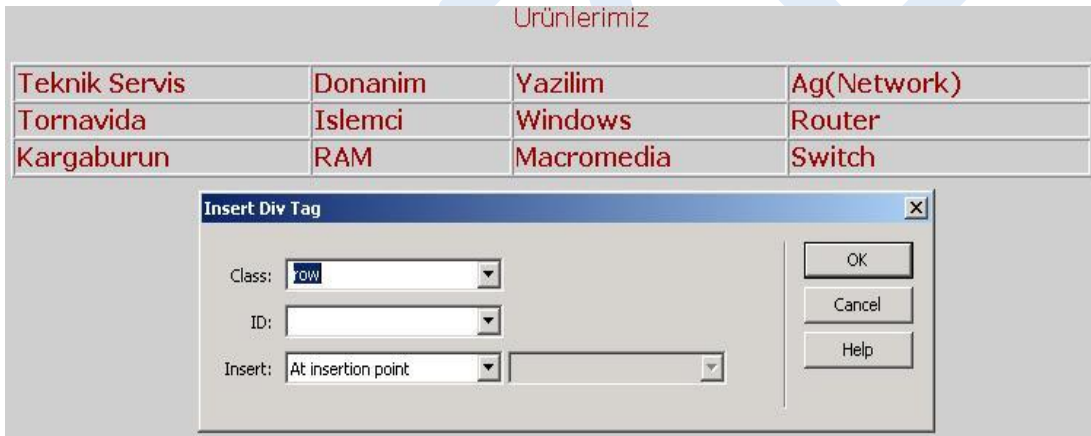 Ürünlerimiz
Teknik Servis Donanim Yazilim Ag(Network)
Tornavida Islemci Windows Router
Kargaburun RAM Macromedia Switch
Insert Div Tag
Class: row OK
ID: Cancel
Insert: At insertion point Help